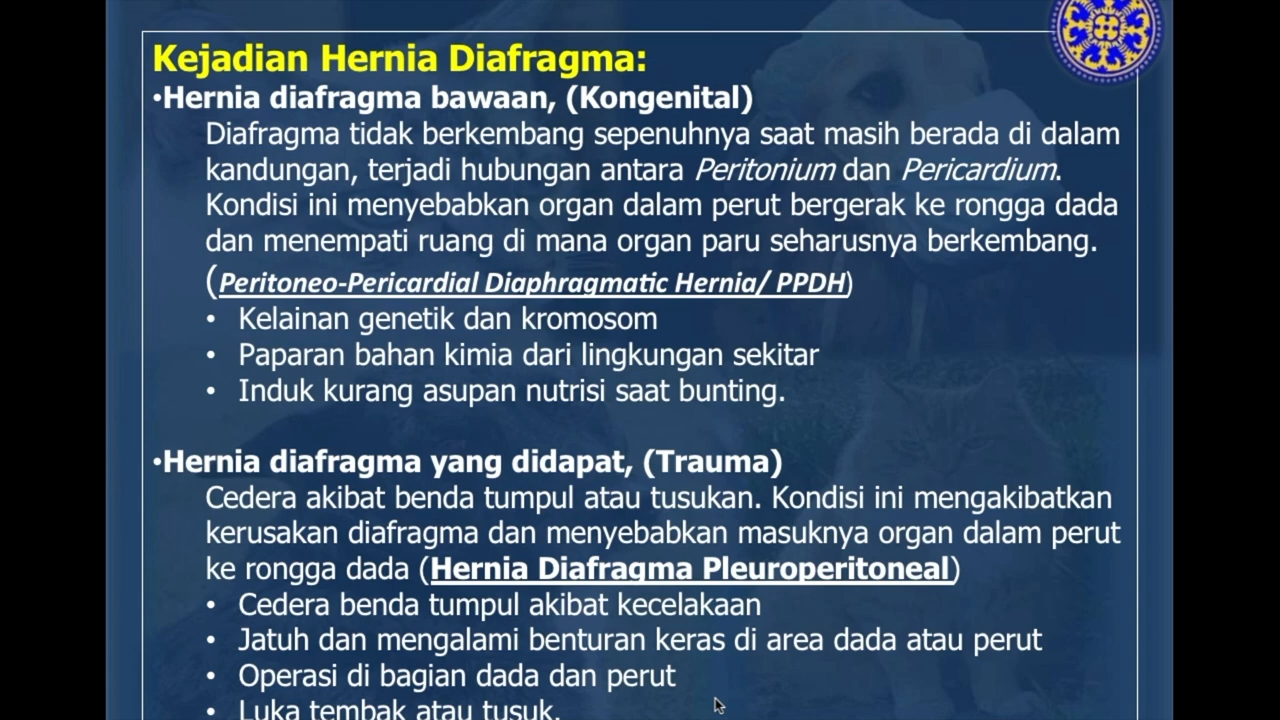 Kejadian Hernia Diafragma:
•Hernia diafragma bawaan, (Kongenital)
Diafragma tidak berkembang sepenuhnya saat masih berada di dalam
kandungan, terjadi hubungan antara Peritonium dan Pericardium.
Kondisi ini menyebabkan organ dalam perut bergerak ke rongga dada
dan menempati ruang di mana organ paru seharusnya berkembang.
(Peritoneo-Pericardial Diaphragmatic Hernia/ PPDH)
• Kelainan genetik dan kromosom
• Paparan bahan kimia dari lingkungan sekitar
• Induk kurang asupan nutrisi saat bunting.
•Hernia diafragma yang didapat, (Trauma)
Cedera akibat benda tumpul atau tusukan. Kondisi ini mengakibatkan
kerusakan diafragma dan menyebabkan masuknya organ dalam perut
ke rongga dada (Hernia Diafragma Pleuroperitoneal)
• Cedera benda tumpul akibat kecelakaan
• Jatuh dan mengalami benturan keras di area dada atau perut
• Operasi di bagian dada dan perut
• Luka tembak atau tusuk.